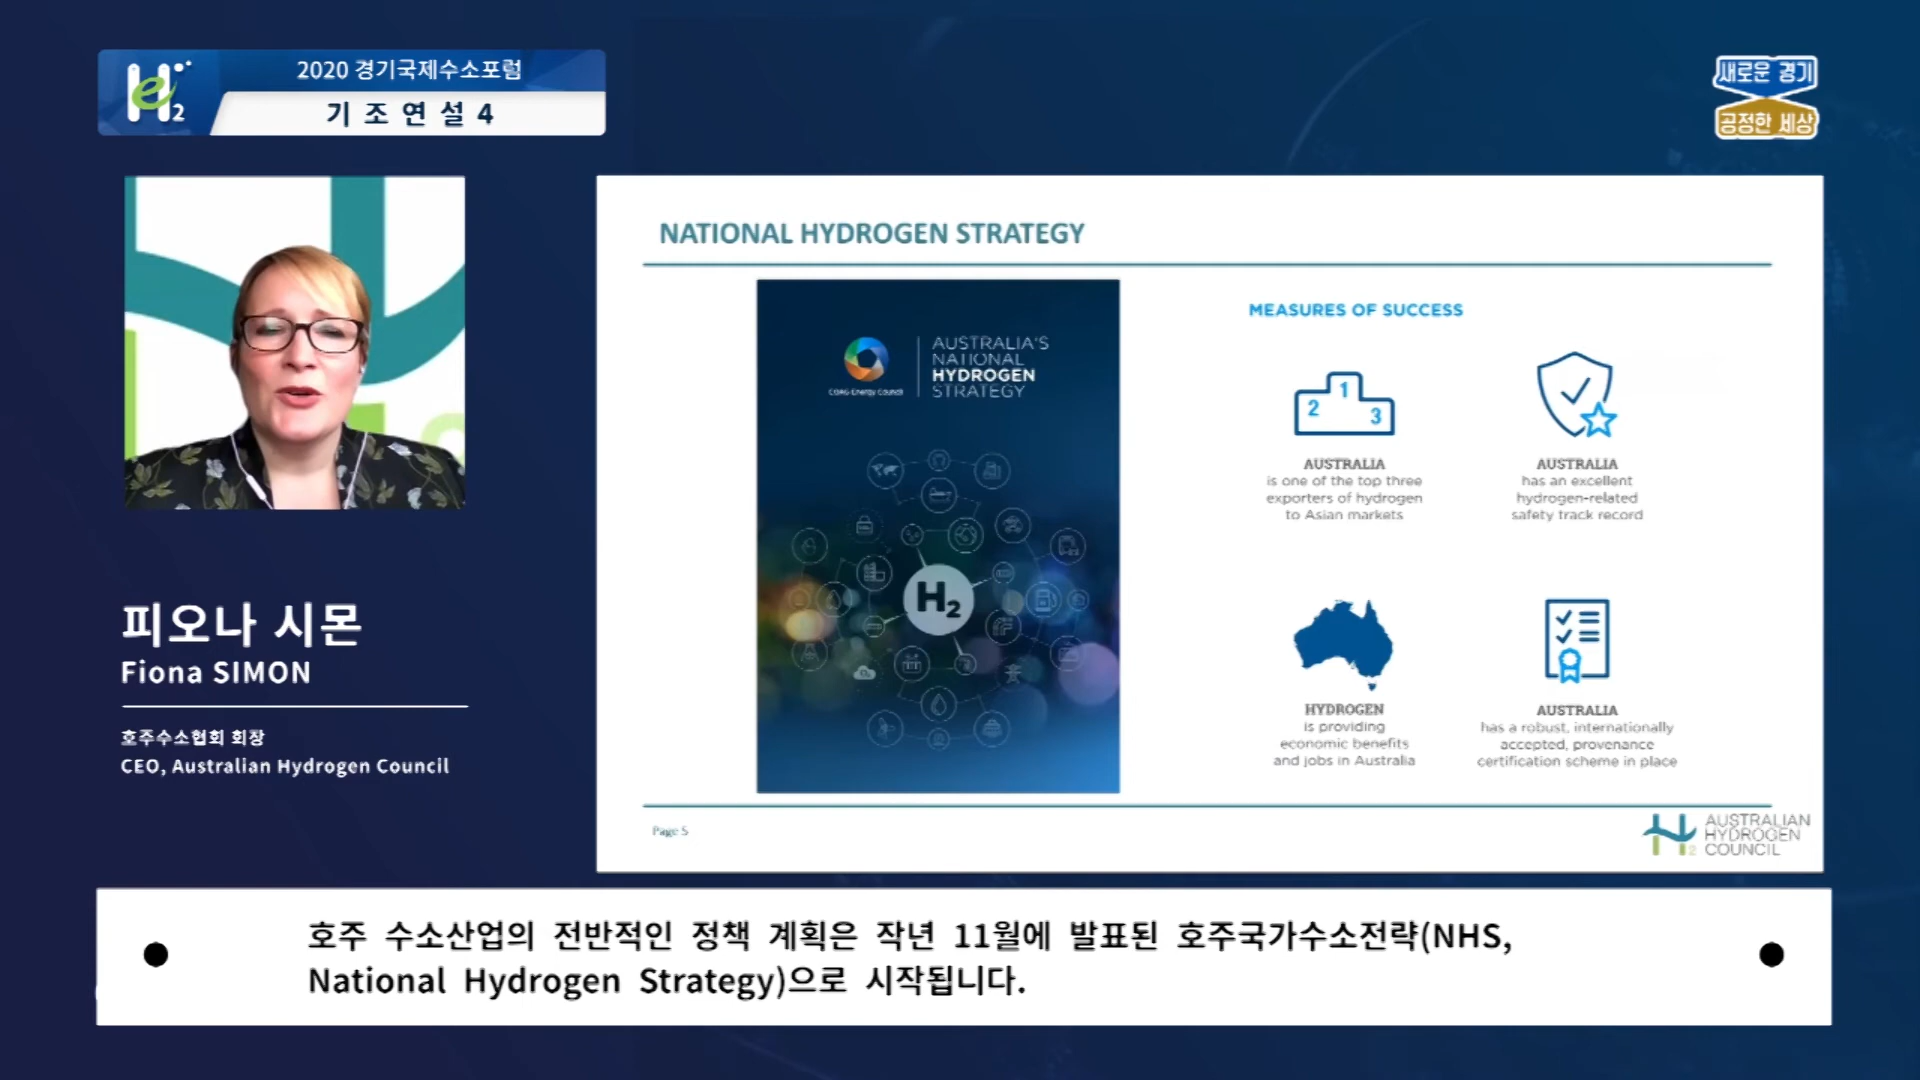 2020 경기국제수소포럼
기조연설4
새로운 경기
공정한 세상
피오나 시몬
Fiona SIMON
호주수소협회 회장
CEO, Australian Hydrogen Council
NATIONAL HYDROGEN STRATEGY
COAG Energy Council
AUSTRALIA'S
NATIONAL
HYDROGEN
STRATEGY
H2
MEASURES OF SUCCESS
1
2
3
AUSTRALIA
is one of the top three
exporters of hydrogen
to Asian markets
AUSTRALIA
has an excellent
hydrogen-related
safety track record
HYDROGEN
is providing
economic benefits
and jobs in Australia
AUSTRALIA
has a robust, internationally
accepted, provenance
certification scheme in place
Page 5
AUSTRALIAN
HYDROGEN
COUNCIL
호주 수소산업의 전반적인 정책 계획은 작년 11월에 발표된 호주국가수소전략(NHS,
National Hydrogen Strategy)으로 시작됩니다.